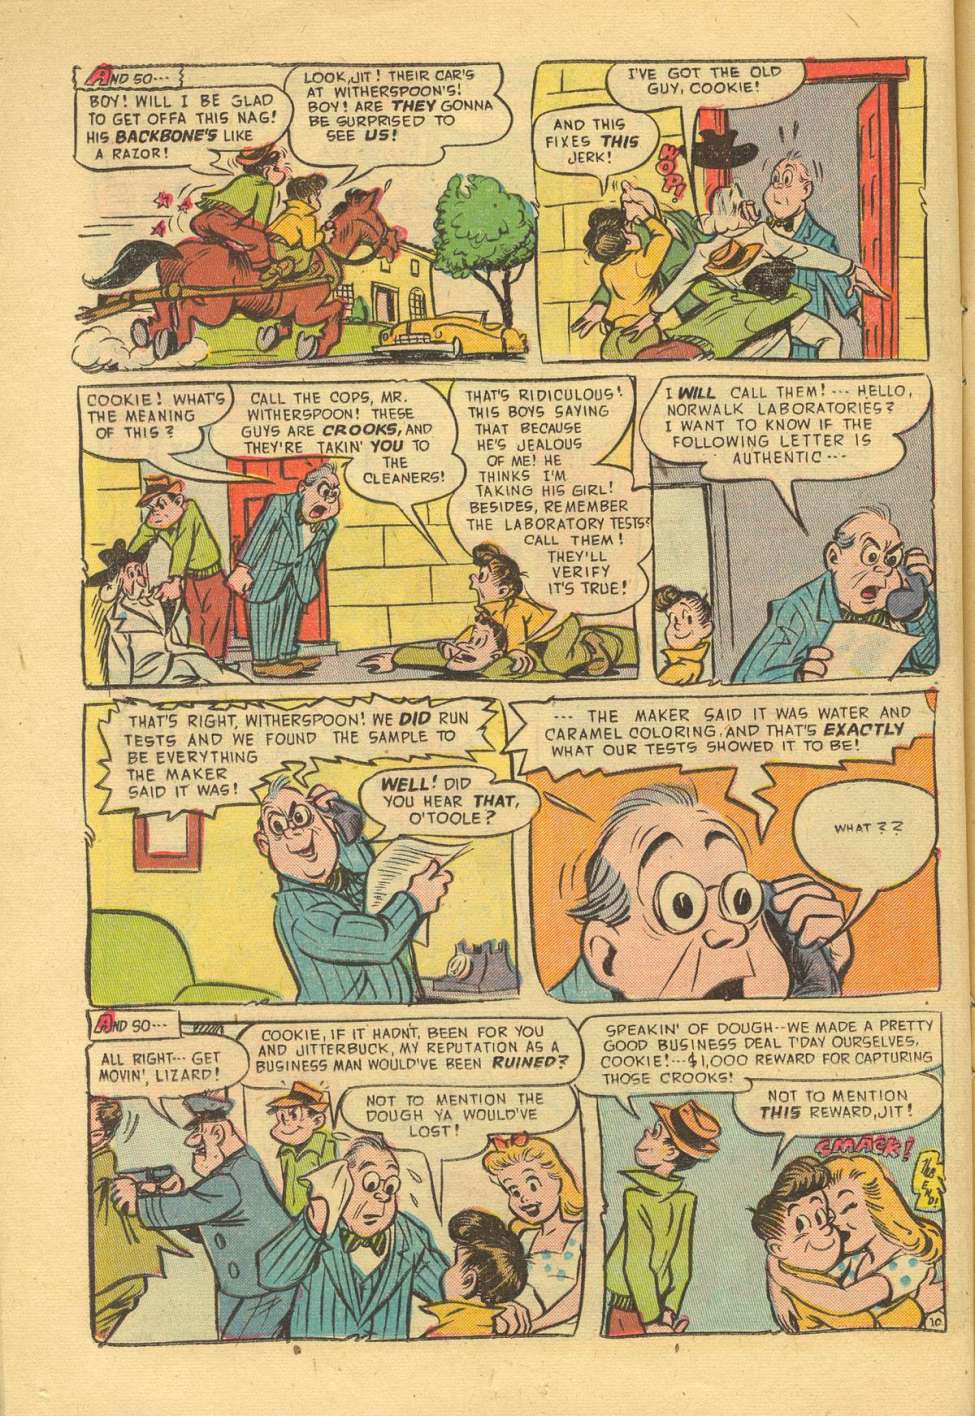 AND SO---
BOY! WILL I BE GLAD
TO GET OFFA THIS NAG!
HIS BACKBONE'S LIKE
A RAZOR!
LOOK, JIT! THEIR CAR'S
AT WITHERSPOON'S!
BOY! ARE THEY GONNA
BE SURPRISED TO
SEE US!
I'VE GOT THE OLD
GUY, COOKIE!
AND THIS
FIXES THIS
JERK!
WOP!
!!
COOKIE! WHAT'S
THE MEANING
OF THIS?
CALL THE COPS, MR.
WITHERSPOON! THESE
GUYS ARE CROOKS, AND
THEY'RE TAKIN' YOU TO
THE
CLEANERS!
THAT'S RIDICULOUS!
THIS BOYS SAYING
THAT BECAUSE
HE'S JEALOUS
OF ME! HE
THINKS I'M
TAKING HIS GIRL!
BESIDES, REMEMBER
THE LABORATORY TESTS?
CALL THEM!
THEY'LL
VERIFY
IT'S TRUE!
I WILL CALL THEM! --- HELLO,
NORWALK LABORATORIES?
I WANT TO KNOW IF THE
FOLLOWING LETTER IS
AUTHENTIC ---
THAT'S RIGHT, WITHERSPOON! WE DID RUN
TESTS AND WE FOUND THE SAMPLE TO
BE EVERYTHING
THE MAKER
SAID IT WAS!
WELL! DID
YOU HEAR THAT,
O'TOOLE?
--- THE MAKER SAID IT WAS WATER AND
CARAMEL COLORING, AND THAT'S EXACTLY
WHAT OUR TESTS SHOWED IT TO BE!
WHAT??
AND SO---
ALL RIGHT--- GET
MOVIN', LIZARD!
COOKIE, IF IT HADN'T, BEEN FOR YOU
AND JITTERBUCK, MY REPUTATION AS A
BUSINESS MAN WOULD'VE BEEN RUINED?
NOT TO MENTION THE
DOUGH YA WOULD'VE
LOST!
SPEAKIN' OF DOUGH--WE MADE A PRETTY
GOOD BUSINESS DEAL T'DAY OURSELVES,
COOKIE!---$1,000 REWARD FOR CAPTURING
THOSE CROOKS!
NOT TO MENTION
THIS REWARD, JIT!
SMACK!
THE
END!
10